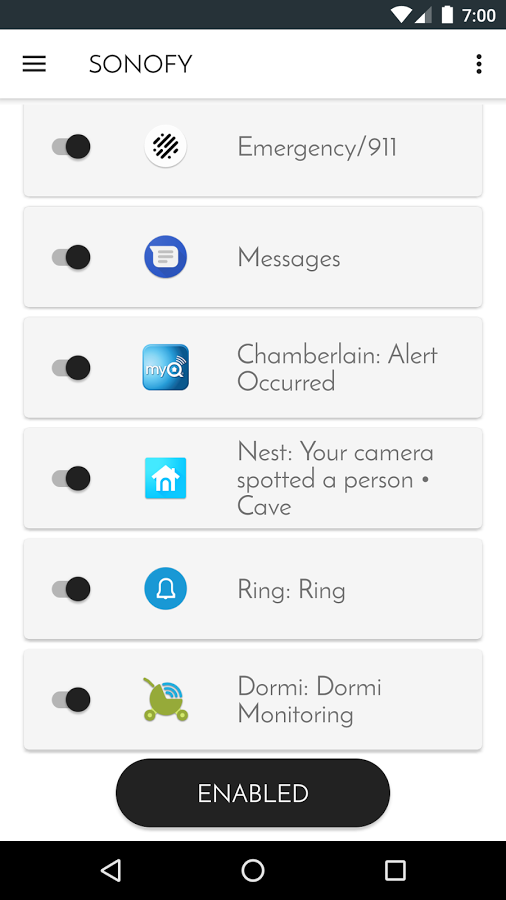 7:00
SONOFY
Emergency/911
Messages
myQ
Chamberlain: Alert
Occurred
Nest: Your camera
spotted a person •
Cave
Ring: Ring
Dormi: Dormi
Monitoring
ENABLED